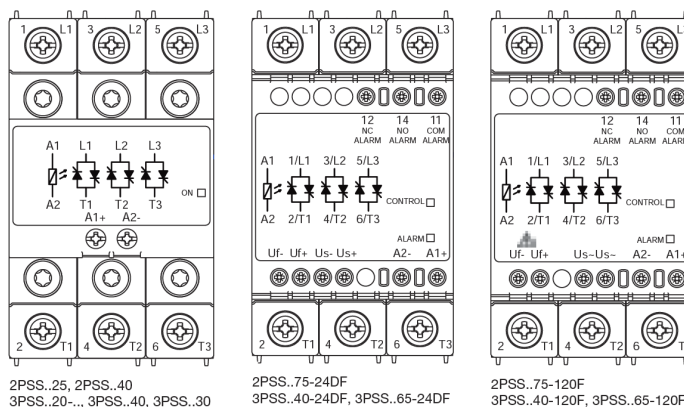 1 L1 3 L2 5 L3
A1 L1 L2 L3
ON
A2 T1 T2 T3
A1+ A2-
2 T1 4 T2 6 T3
2PSS..25, 2PSS..40
3PSS..20-.., 3PSS..40, 3PSS..30
1 L1 3 L2 5 L3
12 14 11
NC NO COM
ALARM ALARM ALARM
A1 1/L1 3/L2 5/L3
CONTROL
A2 2/T1 4/T2 6/T3
ALARM
Uf- Uf+ Us- Us+ A2- A1+
2 T1 4 T2 6 T3
2PSS..75-24DF
3PSS..40-24DF, 3PSS..65-24DF
1 L1 3 L2 5
12 14 11
NC NO COM
ALARM ALARM
A1 1/L1 3/L2 5/L3
CONTROL
A2 2/T1 4/T2 6/T3
ALARM
Uf- Uf+ Us~Us~ A2-
2 T1 4 T2 6
2PSS..75-120F
3PSS..40-120F, 3PSS..65-120F